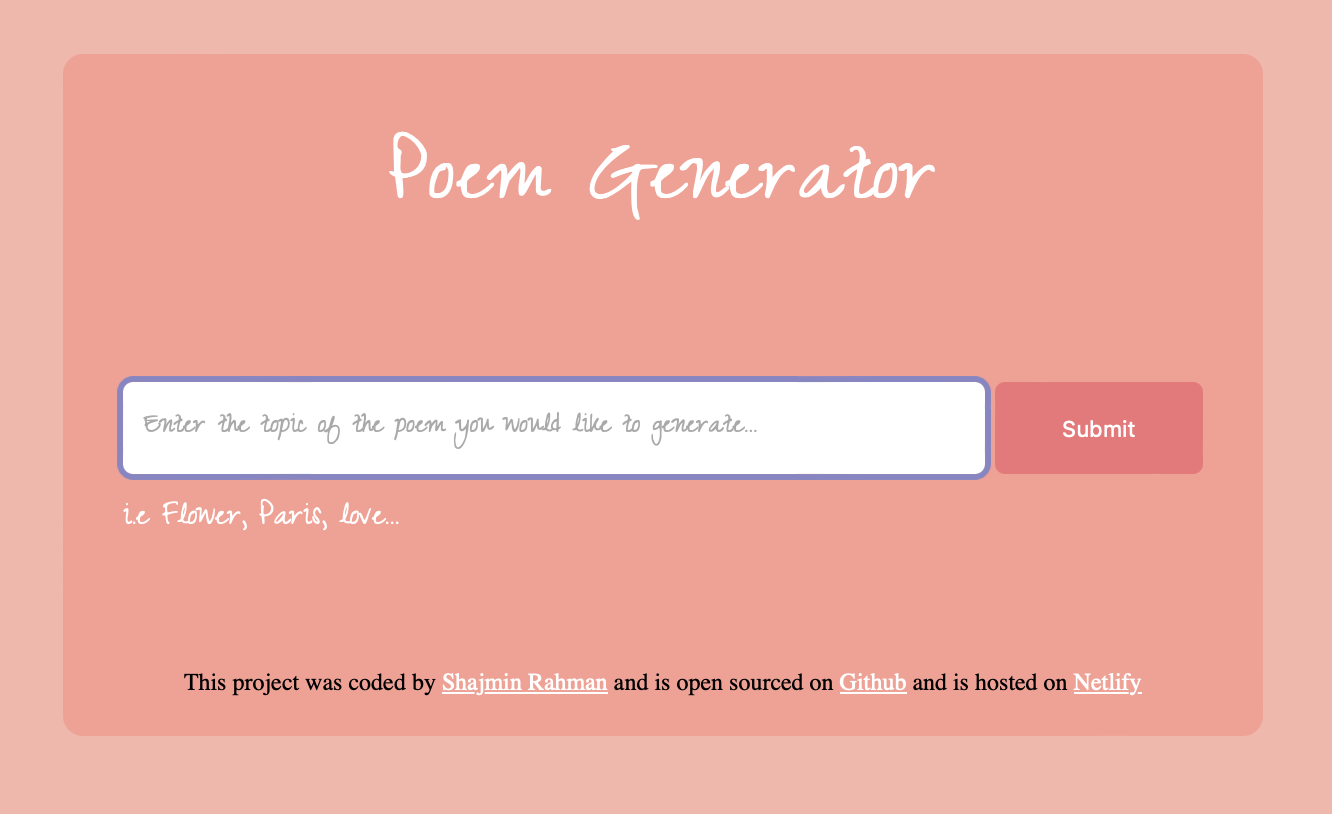 Poem Generator
Enter the topic of the poem you would like to generate... Submit
i.e Flower, Paris, love...
This project was coded by Shajmin Rahman and is open sourced on Github and is hosted on Netlify